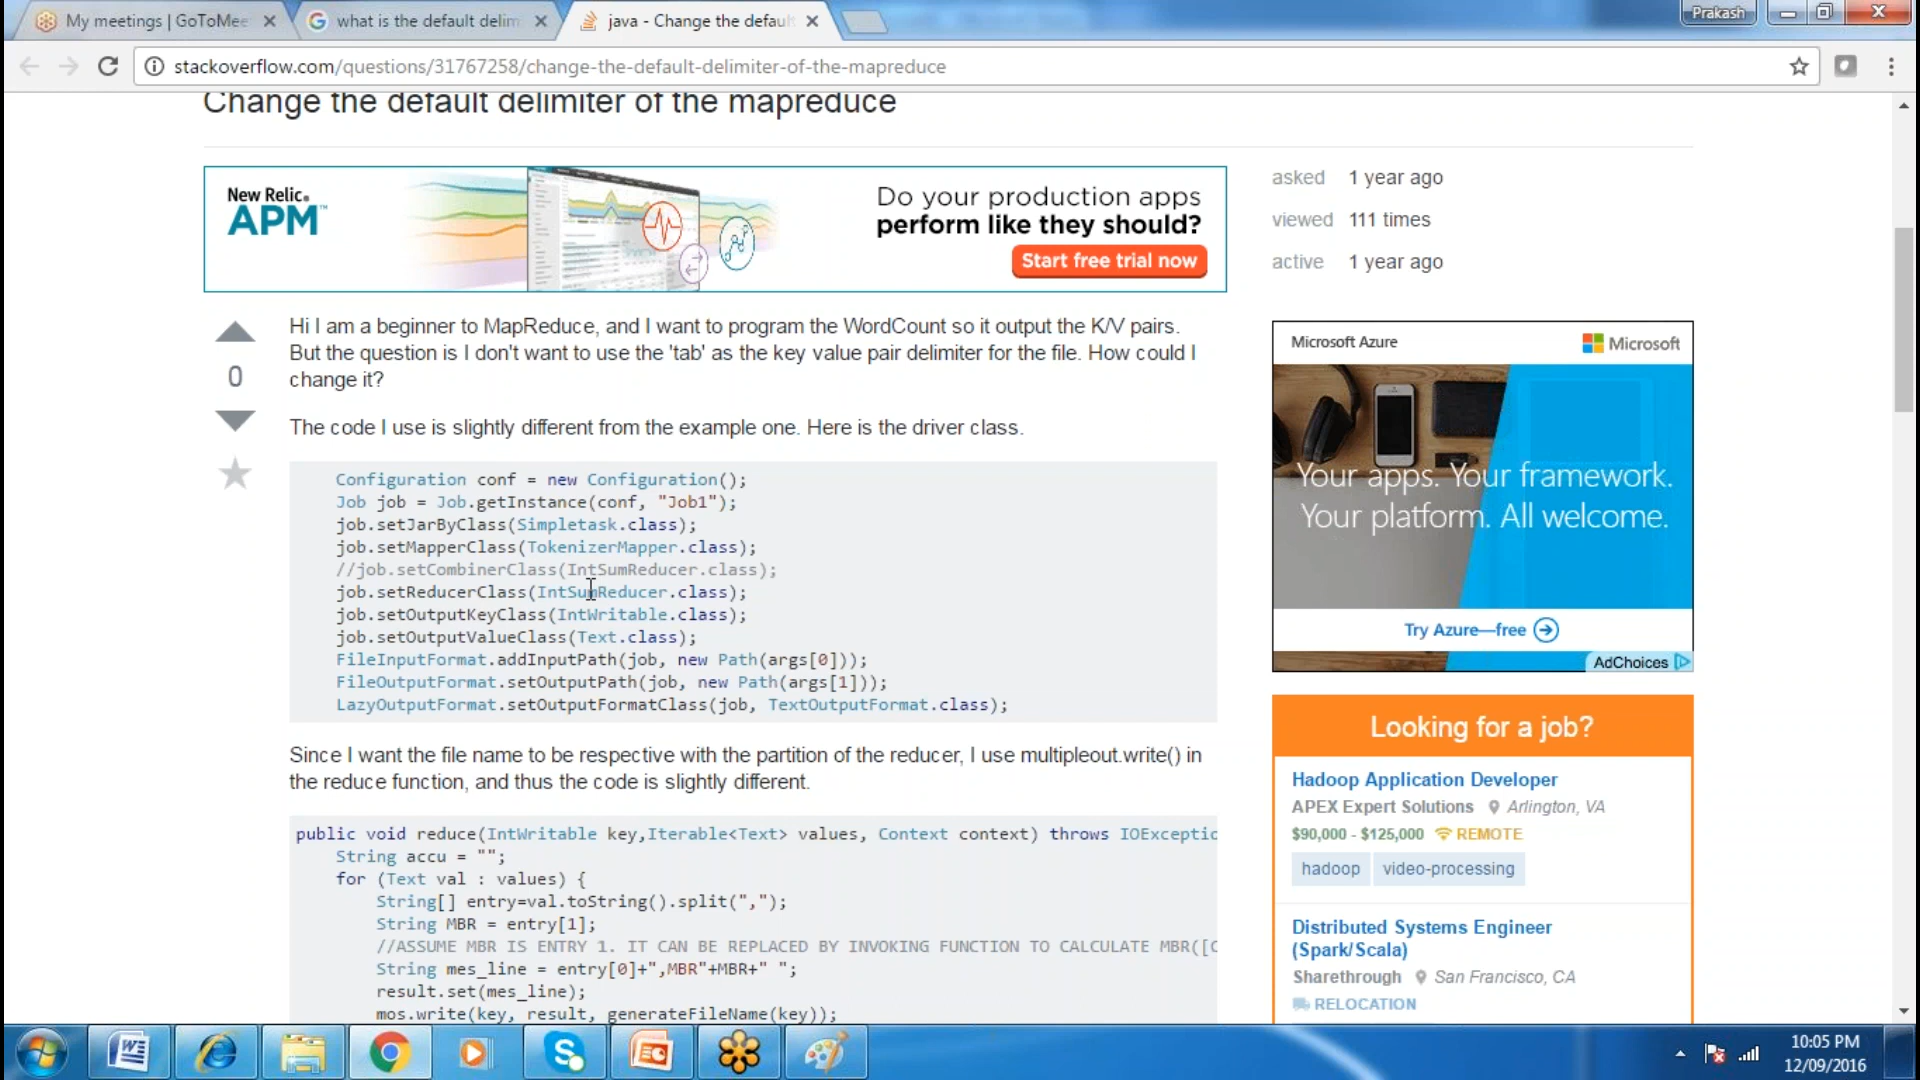 My meetings | GoToMee
what is the default delim
java - Change the defau
Prakash
stackoverflow.com/questions/31767258/change-the-default-delimiter-of-the-mapreduce
Change the default delimiter of the mapreduce
New Relic.
APM™
Do your production apps
perform like they should?
Start free trial now
asked 1 year ago
viewed 111 times
active 1 year ago
0
Hi I am a beginner to MapReduce, and I want to program the WordCount so it output the K/V pairs.
But the question is I don't want to use the 'tab' as the key value pair delimiter for the file. How could I
change it?
The code I use is slightly different from the example one. Here is the driver class.
Configuration conf = new Configuration();
Job job = Job.getInstance(conf, "Job1");
job.setJarByClass(Simpletask.class);
job.setMapperClass(TokenizerMapper.class);
//job.setCombinerClass(IntSumReducer.class);
job.setReducerClass(IntSumReducer.class);
job.setOutputKeyClass(IntWritable.class);
job.setOutputValueClass(Text.class);
FileInputFormat.addInputPath(job, new Path(args[0]));
FileOutputFormat.setOutputPath(job, new Path(args[1]));
LazyOutputFormat.setOutputFormatClass(job, TextOutputFormat.class);
Since I want the file name to be respective with the partition of the reducer, I use multipleout.write() in
the reduce function, and thus the code is slightly different.
public void reduce(IntWritable key,Iterable<Text> values, Context context) throws IOExceptio
String accu = "";
for (Text val : values) {
String[] entry=val.toString().split(",");
String MBR = entry[1];
//ASSUME MBR IS ENTRY 1. IT CAN BE REPLACED BY INVOKING FUNCTION TO CALCULATE MBR([C
String mes_line = entry[0]+",MBR"+MBR+" ";
result.set(mes_line);
mos.write(key, result, generateFileName(key));
Microsoft Azure
Microsoft
Your apps. Your framework.
Your platform. All welcome.
Try Azure—free
AdChoices
Looking for a job?
Hadoop Application Developer
APEX Expert Solutions Arlington, VA
$90,000 - $125,000 REMOTE
hadoop video-processing
Distributed Systems Engineer
(Spark/Scala)
Sharethrough San Francisco, CA
RELOCATION
10:05 PM
12/09/2016